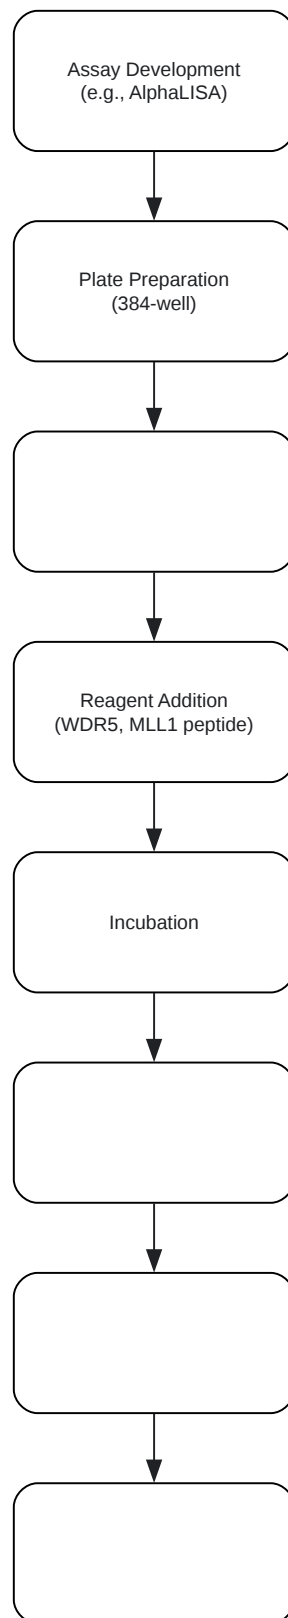 Assay Development
(e.g., AlphaLISA)
Plate Preparation
(384-well)
Reagent Addition
(WDR5, MLL1 peptide)
Incubation